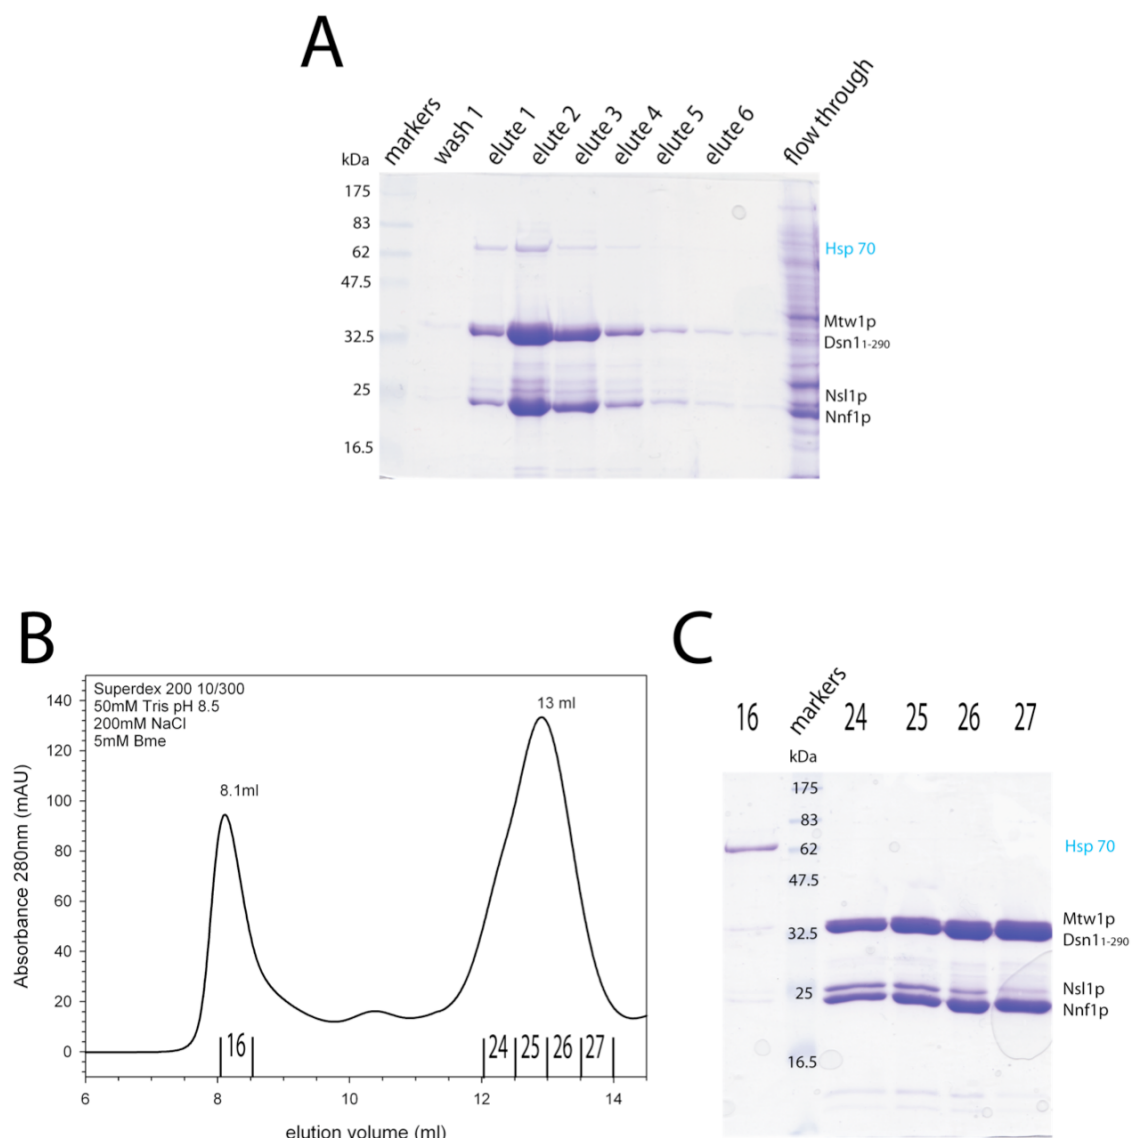 A
markers
wash 1
elute 1
elute 2
elute 3
elute 4
elute 5
elute 6
flow through
kDa
175
83
62
47.5
32.5
25
16.5
Hsp 70
Mtw1p
Dsn11-290
Nsl1p
Nnf1p
B
Superdex 200 10/300
50mM Tris pH 8.5
200mM NaCl
5mM Bme
8.1ml
13 ml
Absorbance 280nm (mAU)
140
120
100
80
60
40
20
0
16
24 25 26 27
6 8 10 12 14
elution volume (ml)
C
16 markers 24 25 26 27
kDa
175
83
62
47.5
32.5
25
16.5
Hsp 70
Mtw1p
Dsn11-290
Nsl1p
Nnf1p